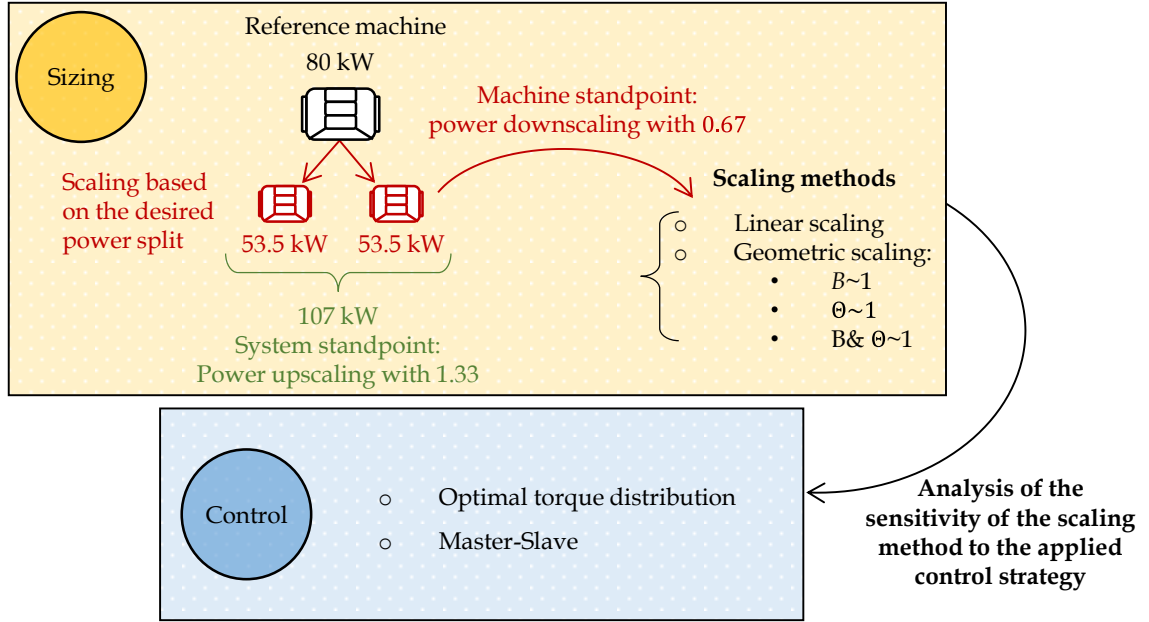 Sizing
Reference machine
80 kW
Machine standpoint:
power downscaling with 0.67
Scaling based
on the desired
power split
53.5 kW
53.5 kW
107 kW
System standpoint:
Power upscaling with 1.33
Scaling methods
○ Linear scaling
○ Geometric scaling:
• B~1
• Θ~1
• B& Θ~1
Control
○ Optimal torque distribution
○ Master-Slave
Analysis of the
sensitivity of the scaling
method to the applied
control strategy